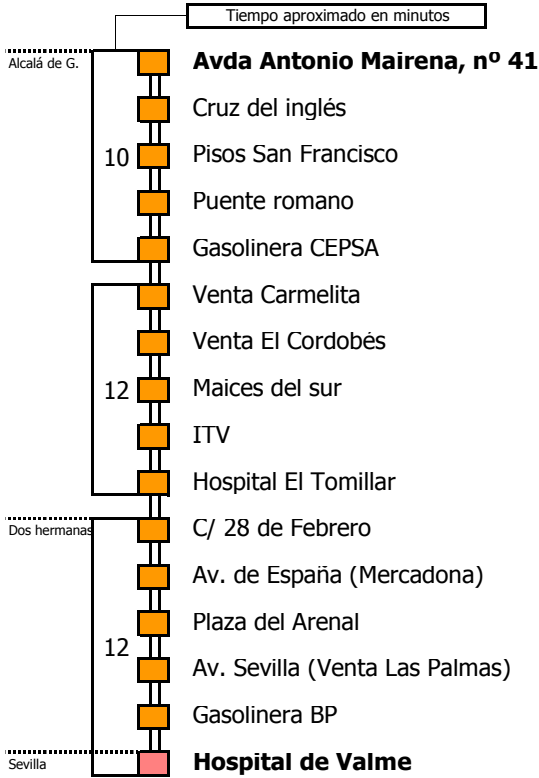 Tiempo aproximado en minutos
Alcalá de G.
Avda Antonio Mairena, nº 41
Cruz del inglés
10
Pisos San Francisco
Puente romano
Gasolinera CEPSA
Venta Carmelita
Venta El Cordobés
12
Maices del sur
ITV
Hospital El Tomillar
Dos hermanas
C/ 28 de Febrero
Av. de España (Mercadona)
Plaza del Arenal
12
Av. Sevilla (Venta Las Palmas)
Gasolinera BP
Sevilla
Hospital de Valme